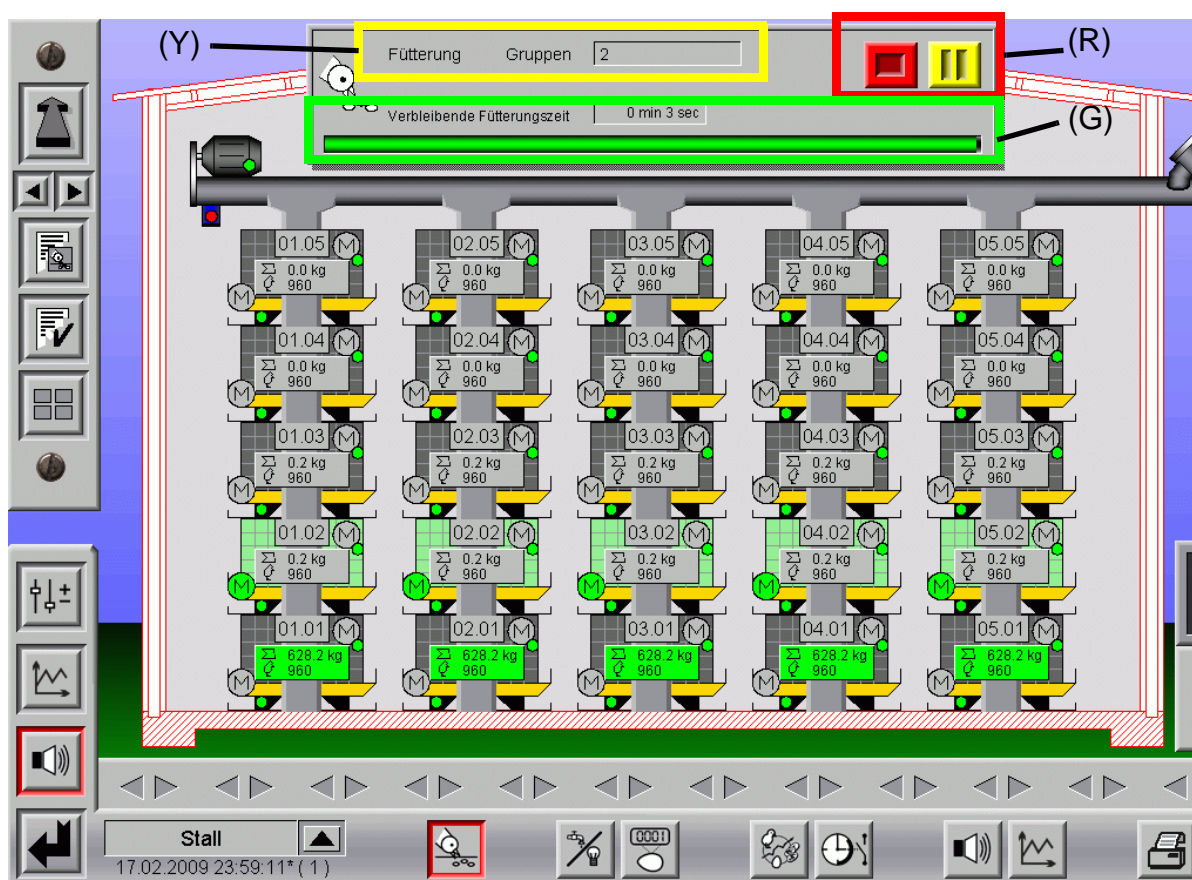 (Y)
Fütterung Gruppen 2
(R)
Verbleibende Fütterungszeit 0 min 3 sec
(G)
01.05 M 02.05 M 03.05 M 04.05 M 05.05 M
Σ 0.0 kg Σ 0.0 kg Σ 0.0 kg Σ 0.0 kg Σ 0.0 kg
M 960 M 960 M 960 M 960 M 960
01.04 M 02.04 M 03.04 M 04.04 M 05.04 M
Σ 0.0 kg Σ 0.0 kg Σ 0.0 kg Σ 0.0 kg Σ 0.0 kg
M 960 M 960 M 960 M 960 M 960
01.03 M 02.03 M 03.03 M 04.03 M 05.03 M
Σ 0.2 kg Σ 0.2 kg Σ 0.2 kg Σ 0.2 kg Σ 0.2 kg
M 960 M 960 M 960 M 960 M 960
01.02 M 02.02 M 03.02 M 04.02 M 05.02 M
Σ 0.2 kg Σ 0.2 kg Σ 0.2 kg Σ 0.2 kg Σ 0.2 kg
M 960 M 960 M 960 M 960 M 960
01.01 M 02.01 M 03.01 M 04.01 M 05.01 M
Σ 628.2 kg Σ 628.2 kg Σ 628.2 kg Σ 628.2 kg Σ 628.2 kg
M 960 M 960 M 960 M 960 M 960
Stall
0001
17.02.2009 23:59:11* ( 1 )